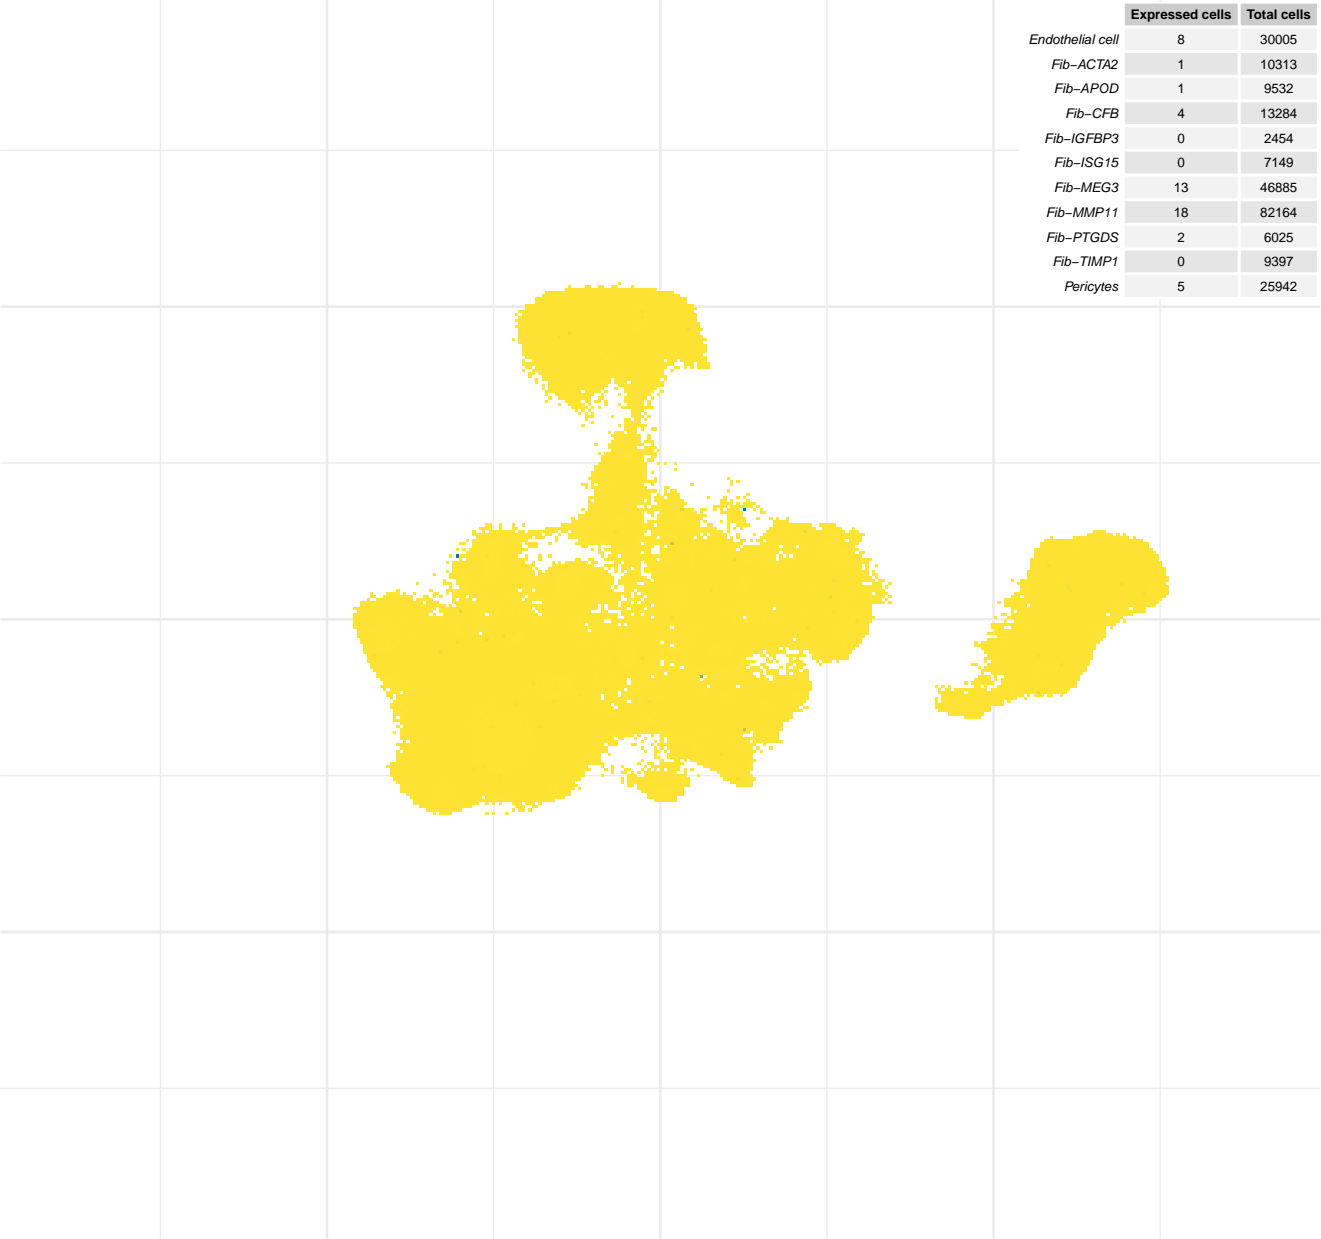 Expressed cells Total cells
Endothelial cell 8 30005
Fib−ACTA2 1 10313
Fib−APOD 1 9532
Fib−CFB 4 13284
Fib−IGFBP3 0 2454
Fib−ISG15 0 7149
Fib−MEG3 13 46885
Fib−MMP11 18 82164
Fib−PTGDS 2 6025
Fib−TIMP1 0 9397
Pericytes 5 25942